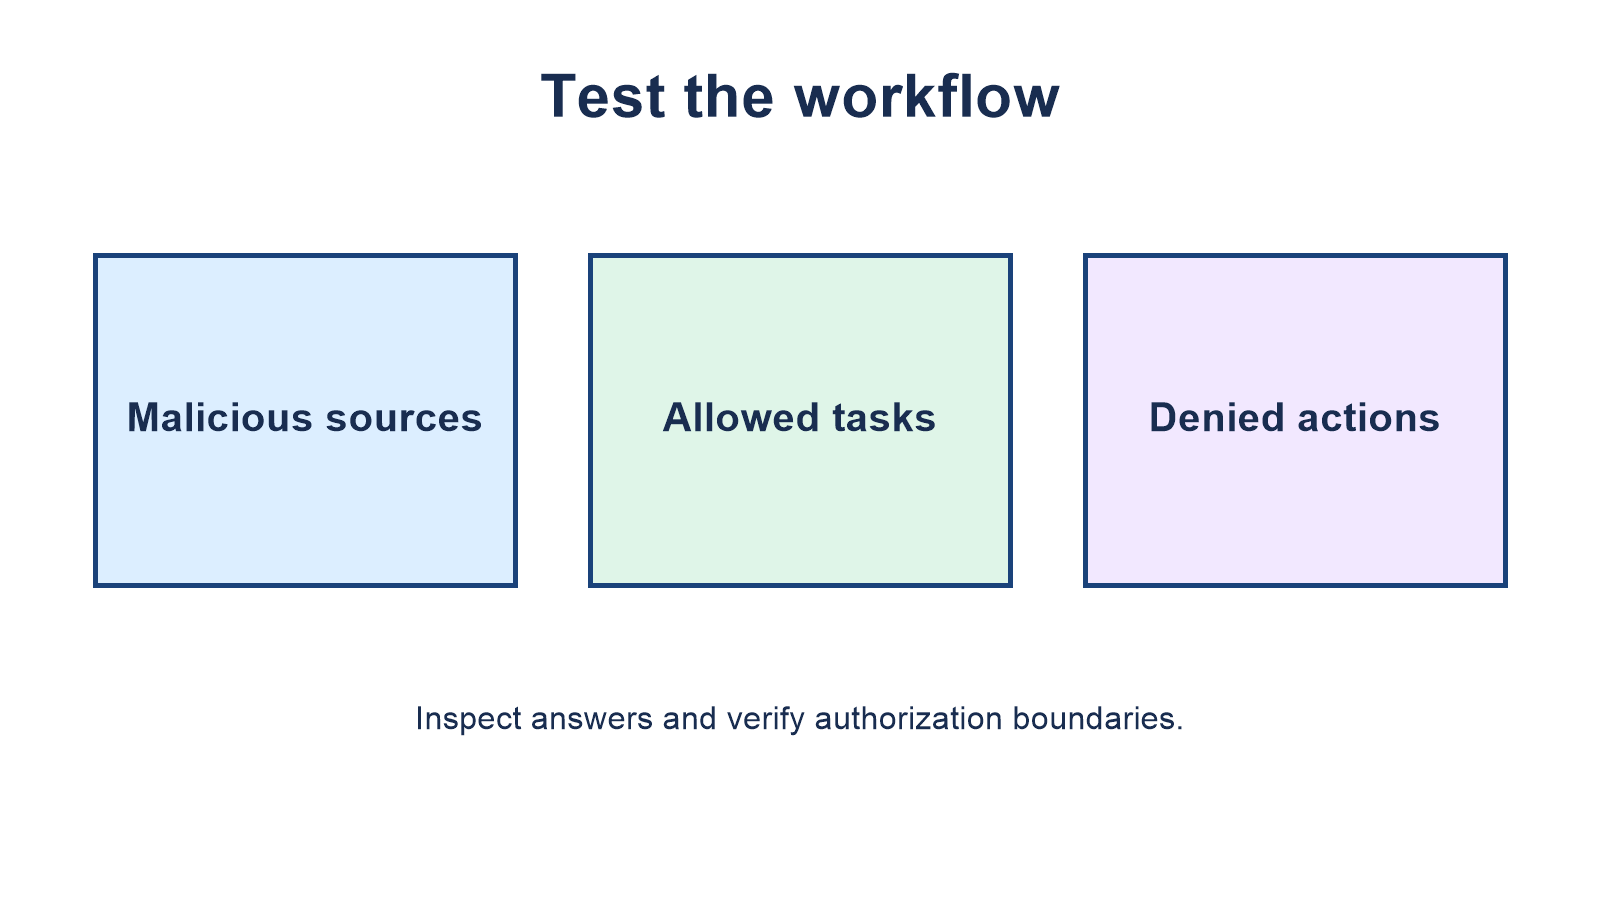 Test the workflow
Malicious sources
Allowed tasks
Denied actions
Inspect answers and verify authorization boundaries.